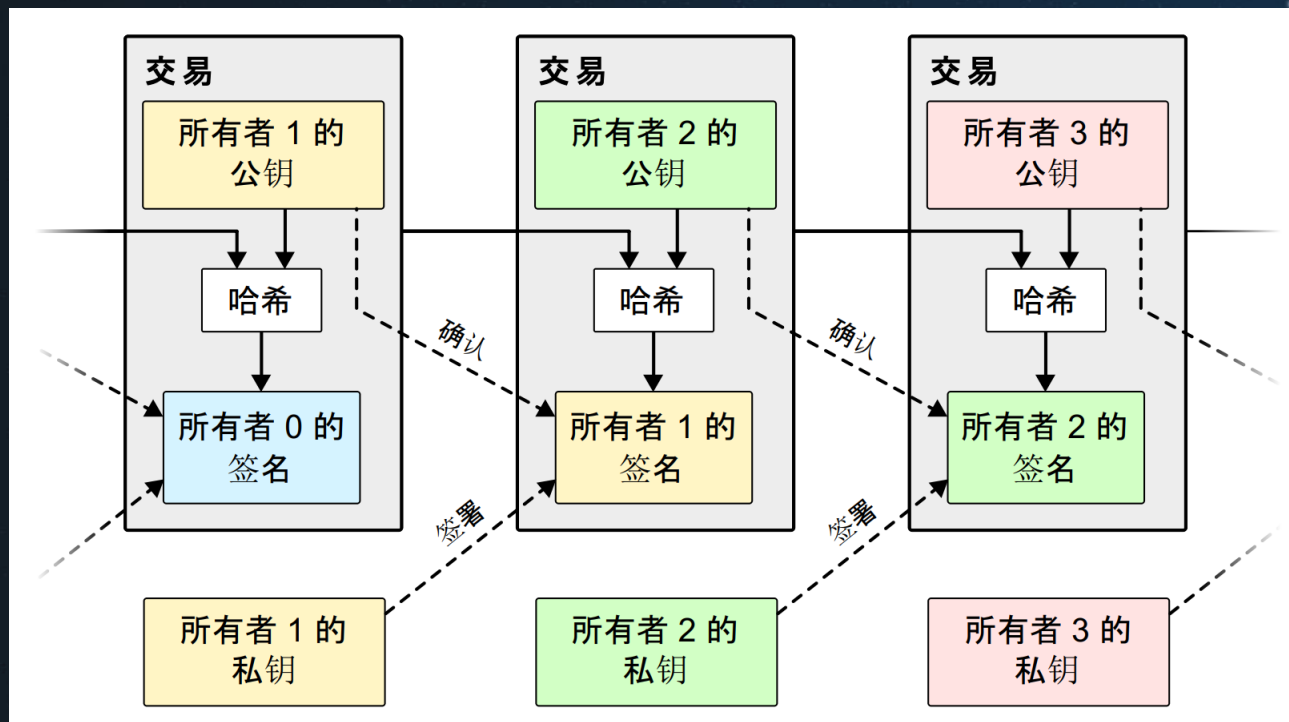 交易
所有者 1 的
公钥
哈希
所有者 0 的
签名
所有者 1 的
私钥
交易
所有者 2 的
公钥
哈希
确认
所有者 1 的
签名
签署
所有者 2 的
私钥
交易
所有者 3 的
公钥
哈希
确认
所有者 2 的
签名
签署
所有者 3 的
私钥